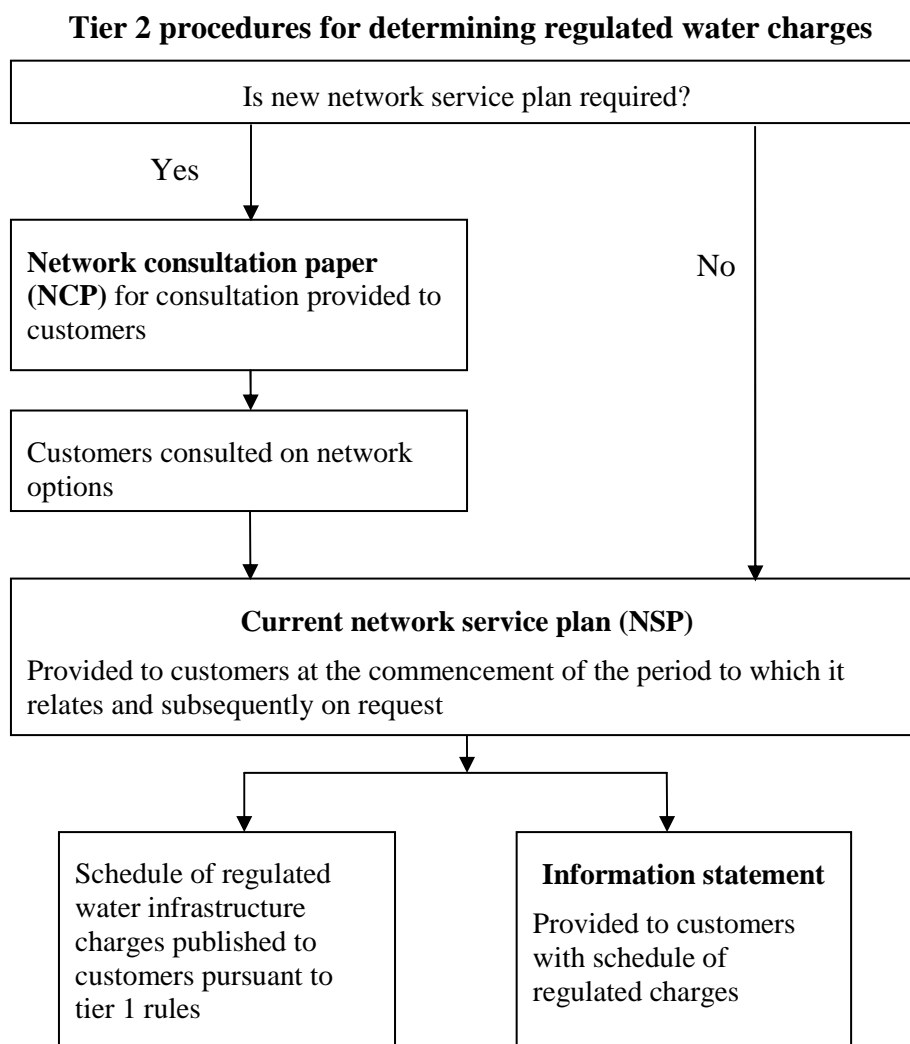 Tier 2 procedures for determining regulated water charges
Is new network service plan required?
Yes
No
Network consultation paper
(NCP) for consultation provided to
customers
Customers consulted on network
options
Current network service plan (NSP)
Provided to customers at the commencement of the period to which it
relates and subsequently on request
Schedule of regulated
water infrastructure
charges published to
customers pursuant to
tier 1 rules
Information statement
Provided to customers
with schedule of
regulated charges